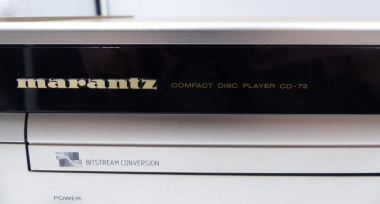 marantz COMPACT DISC PLAYER CD-72
BITSTREAM CONVERSION
POWER